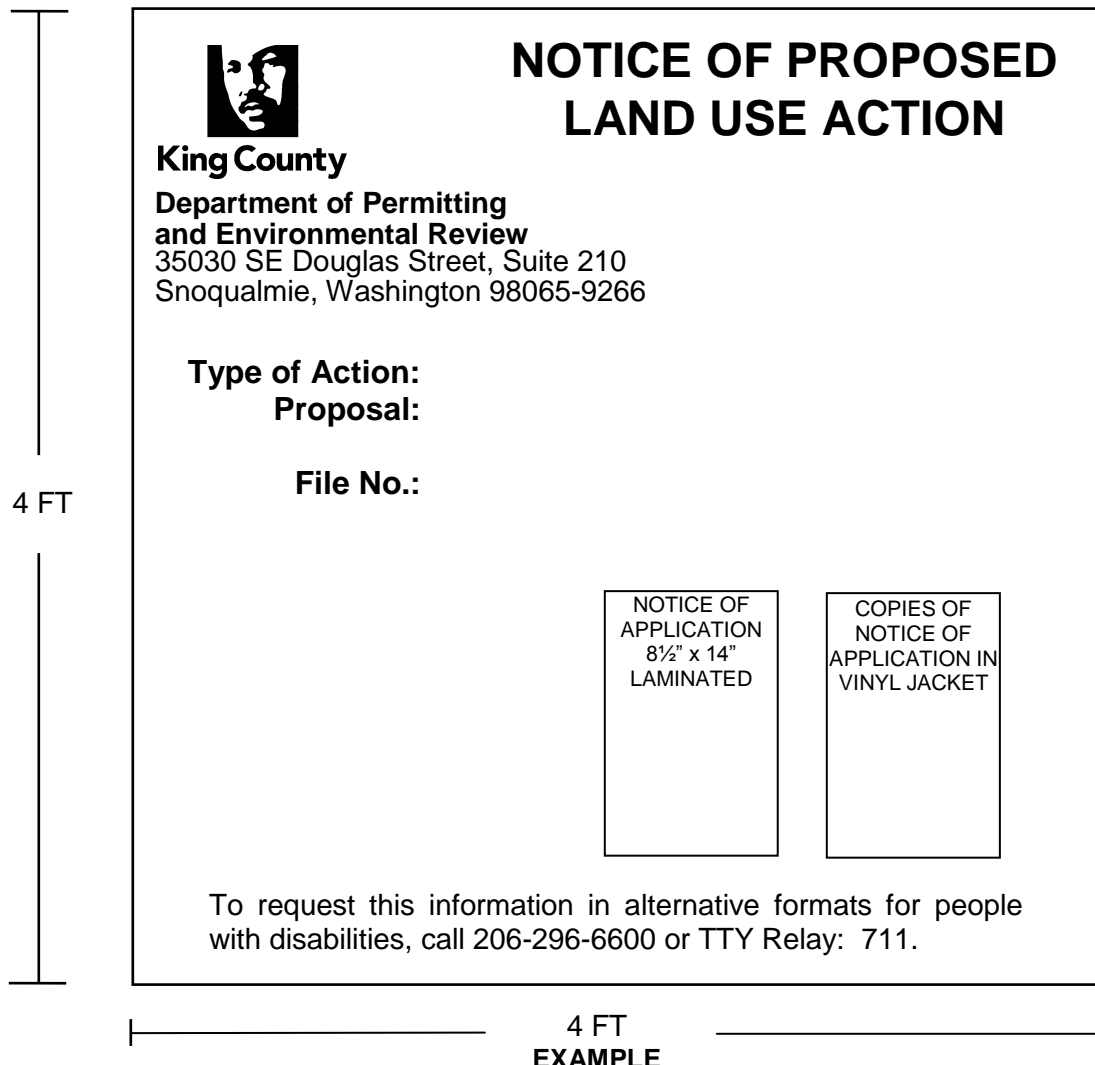 NOTICE OF PROPOSED
LAND USE ACTION
King County
Department of Permitting
and Environmental Review
35030 SE Douglas Street, Suite 210
Snoqualmie, Washington 98065-9266
Type of Action:
Proposal:
File No.:
4 FT
NOTICE OF
APPLICATION
8½” x 14”
LAMINATED
COPIES OF
NOTICE OF
APPLICATION IN
VINYL JACKET
To request this information in alternative formats for people
with disabilities, call 206-296-6600 or TTY Relay: 711.
4 FT
EXAMPLE